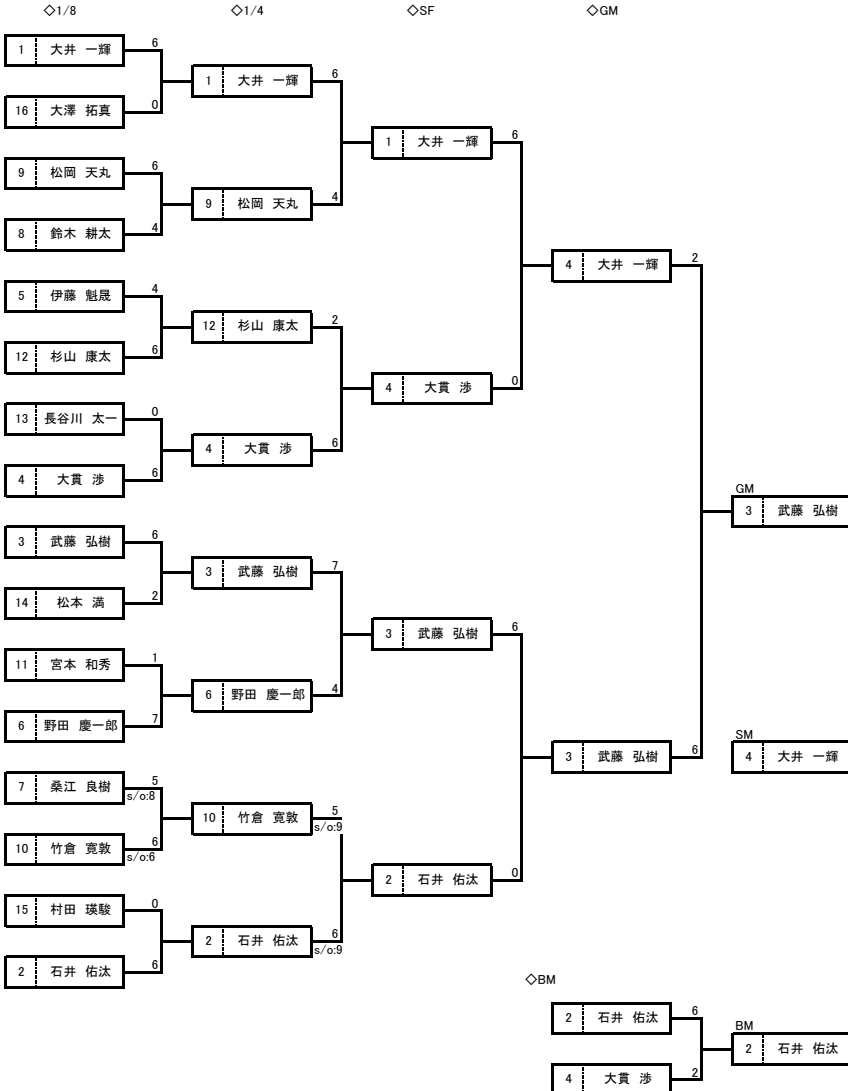 ◇1/8 ◇1/4 ◇SF ◇GM
1 大井 一輝 6
1 大井 一輝 6
16 大澤 拓真 0
1 大井 一輝 6
9 松岡 天丸 6
9 松岡 天丸 4
8 鈴木 耕太 4
4 大井 一輝 2
5 伊藤 魁晟 4
12 杉山 康太 2
12 杉山 康太 6
4 大貫 渉 0
13 長谷川 太一 0
4 大貫 渉 6
4 大貫 渉 6
GM
3 武藤 弘樹
3 武藤 弘樹 6
3 武藤 弘樹 7
14 松本 満 2
3 武藤 弘樹 6
11 宮本 和秀 1
6 野田 慶一郎 4
6 野田 慶一郎 7
3 武藤 弘樹 6
SM
4 大井 一輝
7 桑江 良樹 5
s/o:8
10 竹倉 寛敦 5
s/o:9
10 竹倉 寛敦 6
s/o:6
2 石井 佑汰 0
15 村田 瑛駿 0
2 石井 佑汰 6
s/o:9
2 石井 佑汰 6
◇BM
2 石井 佑汰 6
BM
2 石井 佑汰
4 大貫 渉 2